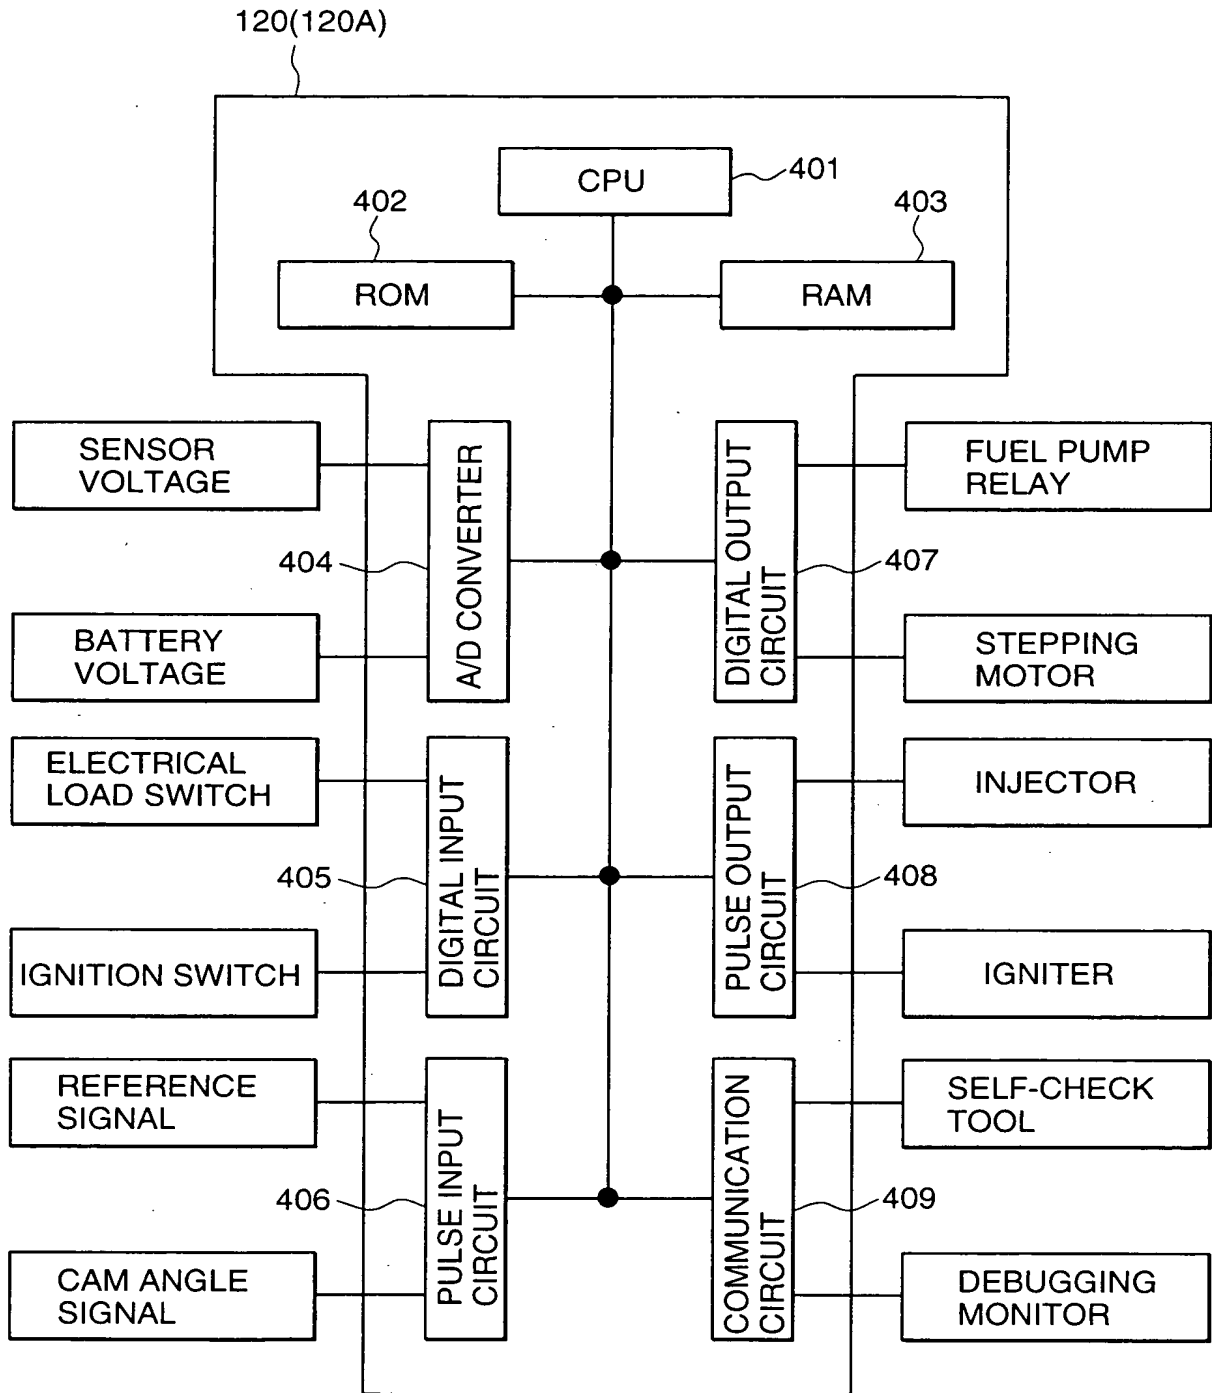 120(120A)
CPU
401
402
403
ROM
RAM
SENSOR
VOLTAGE
A/D CONVERTER
404
BATTERY
VOLTAGE
DIGITAL OUTPUT
CIRCUIT
407
FUEL PUMP
RELAY
STEPPING
MOTOR
ELECTRICAL
LOAD SWITCH
DIGITAL INPUT
CIRCUIT
405
IGNITION SWITCH
PULSE OUTPUT
CIRCUIT
408
INJECTOR
IGNITER
REFERENCE
SIGNAL
PULSE INPUT
CIRCUIT
406
CAM ANGLE
SIGNAL
COMMUNICATION
CIRCUIT
409
SELF-CHECK
TOOL
DEBUGGING
MONITOR